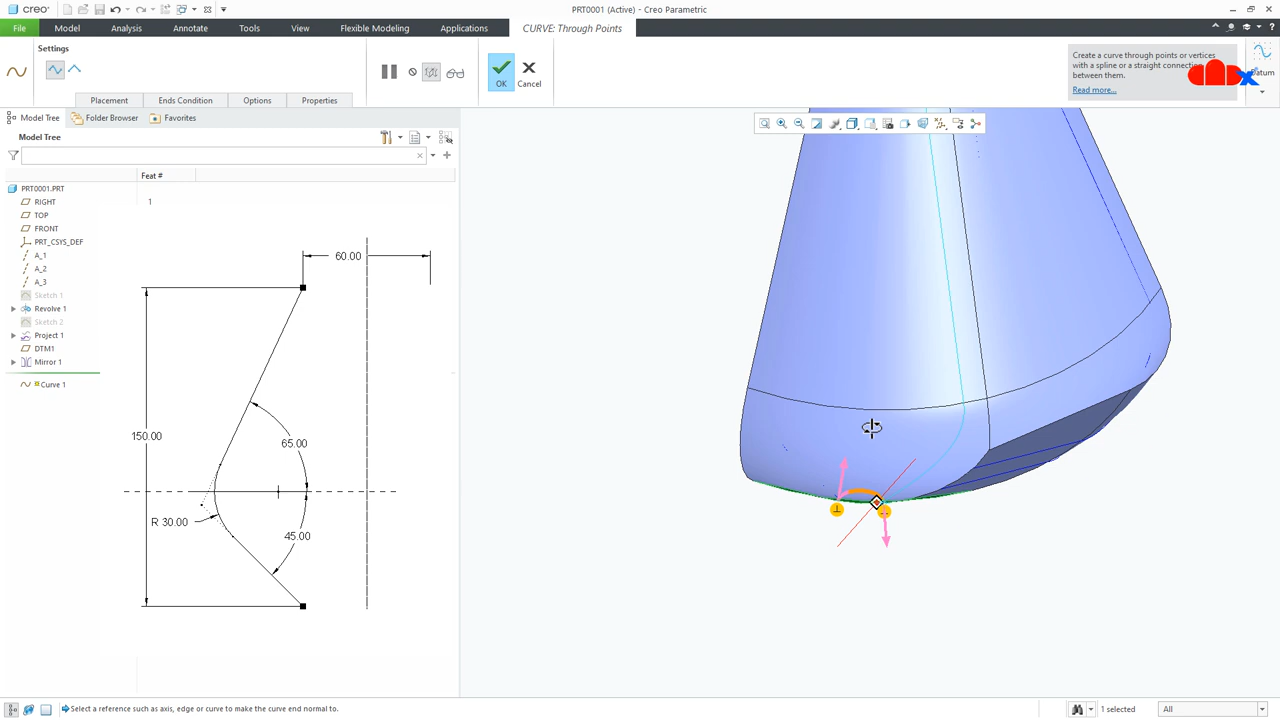 creo
PRT0001 (Active) - Creo Parametric
File
Model
Analysis
Annotate
Tools
View
Flexible Modeling
Applications
CURVE: Through Points
Settings
OK
Cancel
Create a curve through points or vertices
with a spline or a straight connection
between them.
Read more...
Datum
Placement
Ends Condition
Options
Properties
Model Tree
Folder Browser
Favorites
Model Tree
Feat #
PRT0001.PRT
RIGHT
1
TOP
FRONT
PRT_CSYS_DEF
A_1
A_2
A_3
Sketch 1
Revolve 1
Sketch 2
Project 1
DTM1
Mirror 1
Curve 1
60.00
150.00
65.00
R 30.00
45.00
Select a reference such as axis, edge or curve to make the curve end normal to.
1 selected
All